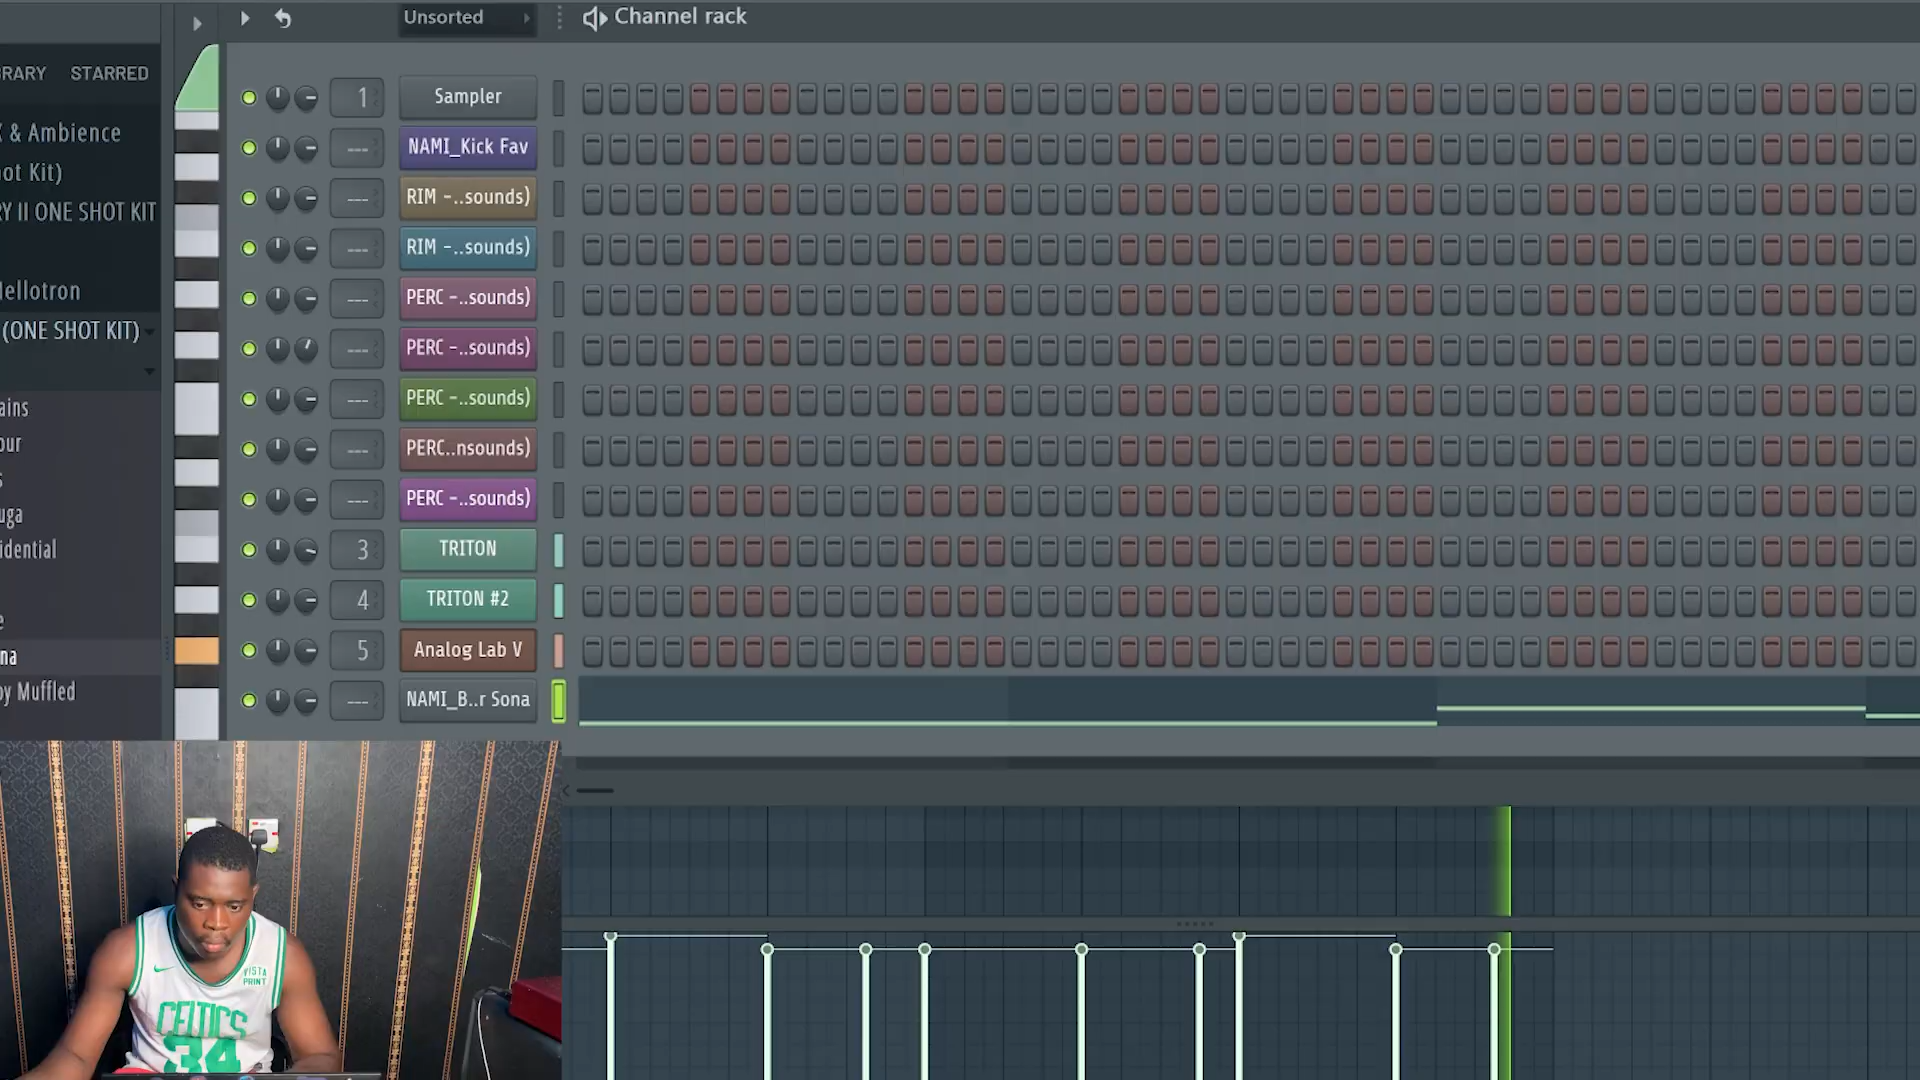 Unsorted
Channel rack
RARY STARRED
X & Ambience
ot Kit)
RY II ONE SHOT KIT
ellotron
(ONE SHOT KIT)
ains
our
s
uga
idential
e
na
oy Muffled
1 Sampler
--- NAMI_Kick Fav
--- RIM -..sounds)
--- RIM -..sounds)
--- PERC -..sounds)
--- PERC -..sounds)
--- PERC -..sounds)
--- PERC..nsounds)
--- PERC -..sounds)
3 TRITON
4 TRITON #2
5 Analog Lab V
--- NAMI_B..r Sona
VISTA
PRINT
CELTICS
34